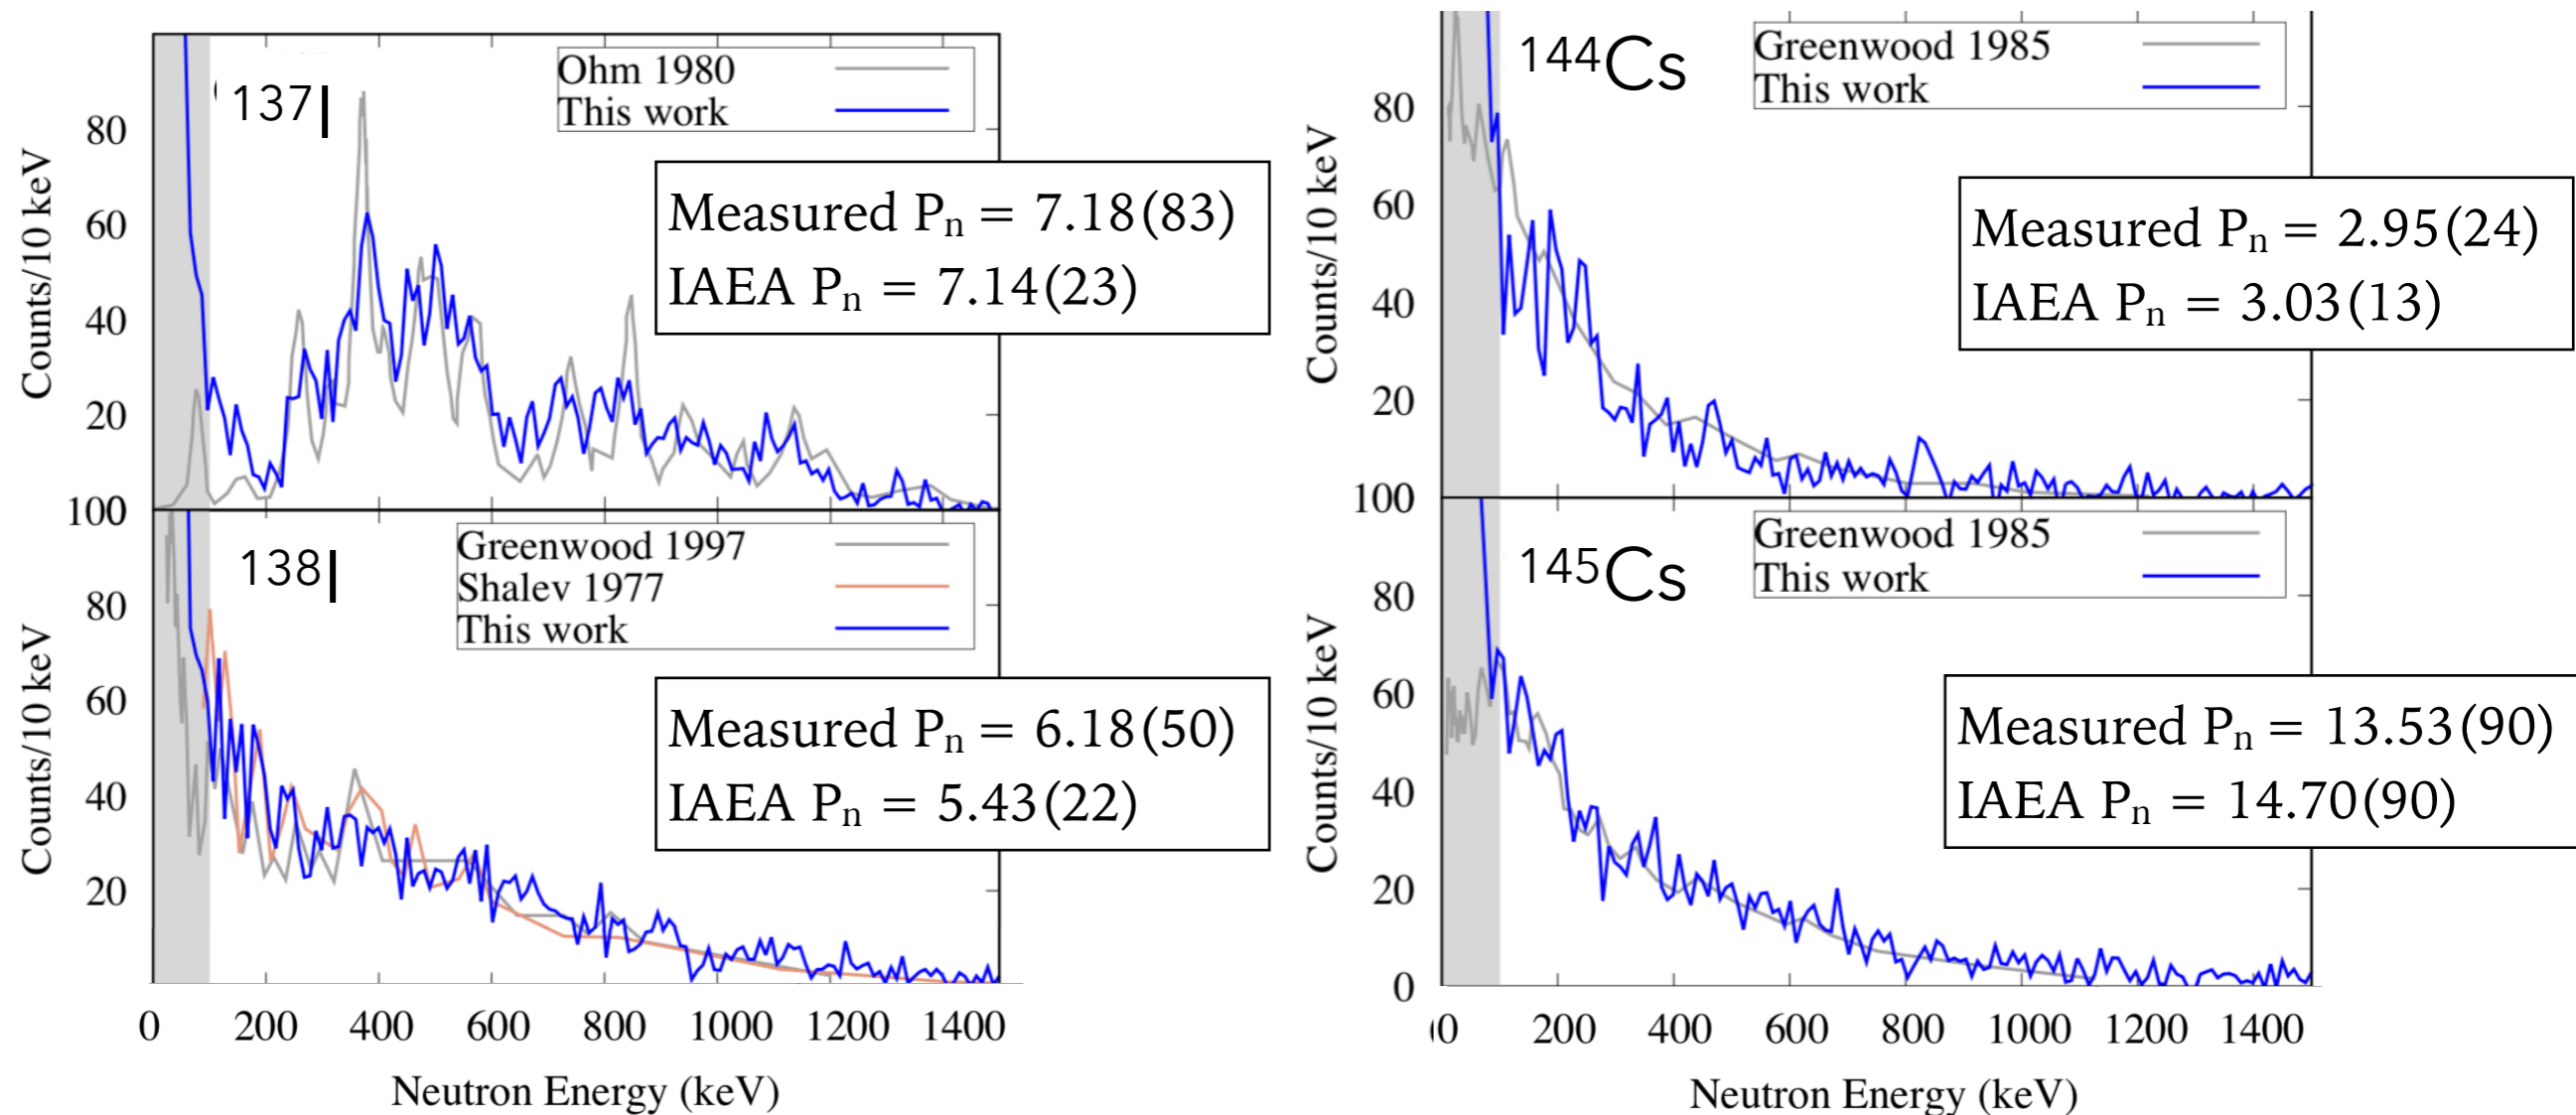 137I
Ohm 1980
This work
Measured Pn = 7.18(83)
IAEA Pn = 7.14(23)
Counts/10 keV
80
60
40
20
100
138I
Greenwood 1997
Shalev 1977
This work
Measured Pn = 6.18(50)
IAEA Pn = 5.43(22)
Counts/10 keV
80
60
40
20
0 200 400 600 800 1000 1200 1400
Neutron Energy (keV)
144Cs
Greenwood 1985
This work
Measured Pn = 2.95(24)
IAEA Pn = 3.03(13)
Counts/10 keV
80
60
40
20
100
145Cs
Greenwood 1985
This work
Measured Pn = 13.53(90)
IAEA Pn = 14.70(90)
Counts/10 keV
80
60
40
20
0
0 200 400 600 800 1000 1200 1400
Neutron Energy (keV)